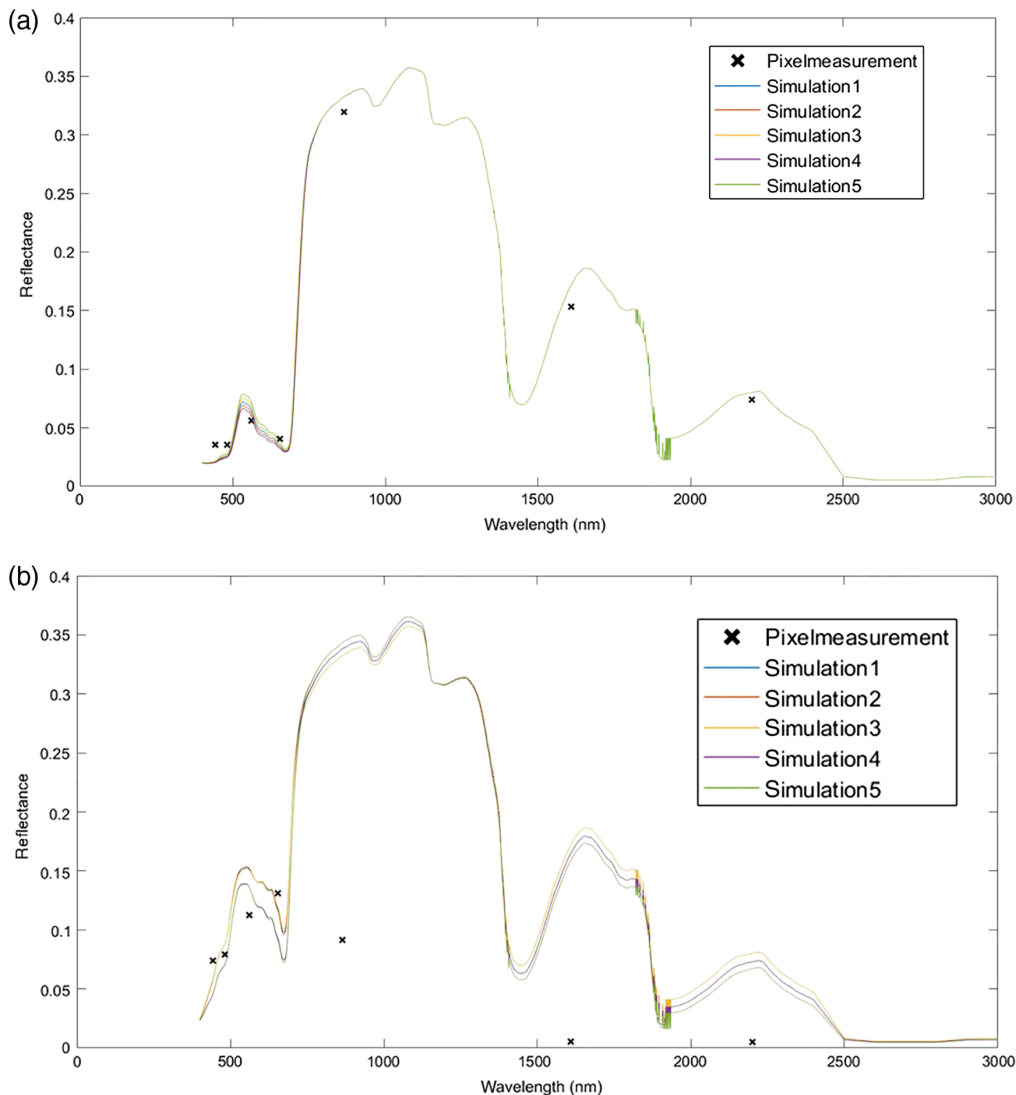 (a)
0.4
0.35
0.3
0.25
0.2
0.15
0.1
0.05
0
Reflectance
0 500 1000 1500 2000 2500 3000
Wavelength (nm)
Pixelmeasurement
Simulation1
Simulation2
Simulation3
Simulation4
Simulation5
(b)
0.4
0.35
0.3
0.25
0.2
0.15
0.1
0.05
0
Reflectance
0 500 1000 1500 2000 2500 3000
Wavelength (nm)
Pixelmeasurement
Simulation1
Simulation2
Simulation3
Simulation4
Simulation5